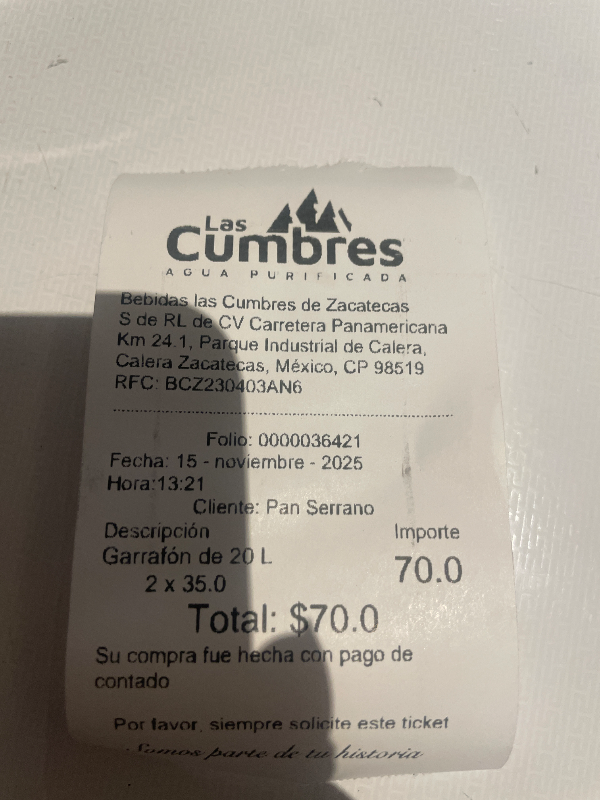 Las
Cumbres
AGUA PURIFICADA
Bebidas las Cumbres de Zacatecas
S de RL de CV Carretera Panamericana
Km 24.1, Parque Industrial de Calera,
Calera Zacatecas, México, CP 98519
RFC: BCZ230403AN6
Folio: 0000036421
Fecha: 15 - noviembre - 2025
Hora:13:21
Cliente: Pan Serrano
Descripción Importe
Garrafón de 20 L 70.0
2 x 35.0
Total: $70.0
Su compra fue hecha con pago de
contado
Por favor, siempre solicite este ticket
Somos parte de tu historia